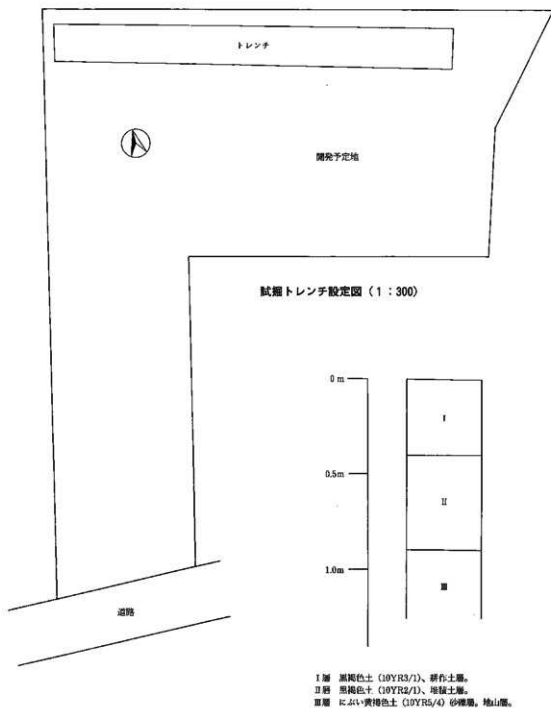 トレンチ
開発予定地
試掘トレンチ設定図(1:300)
0m
I
0.5m
II
1.0m
III
道路
I層 黒褐色土(10YR3/1)、耕作土層。
II層 黒褐色土(10YR2/1)、堆積土層。
III層 にぶい黄褐色土(10YR5/4)砂礫層。地山層。